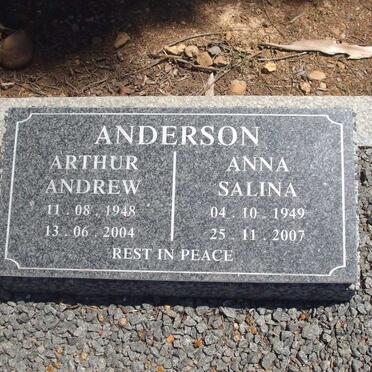 ANDERSON
ARTHUR
ANDREW
11 . 08 . 1948
13 . 06 . 2004
ANNA
SALINA
04 . 10 . 1949
25 . 11 . 2007
REST IN PEACE